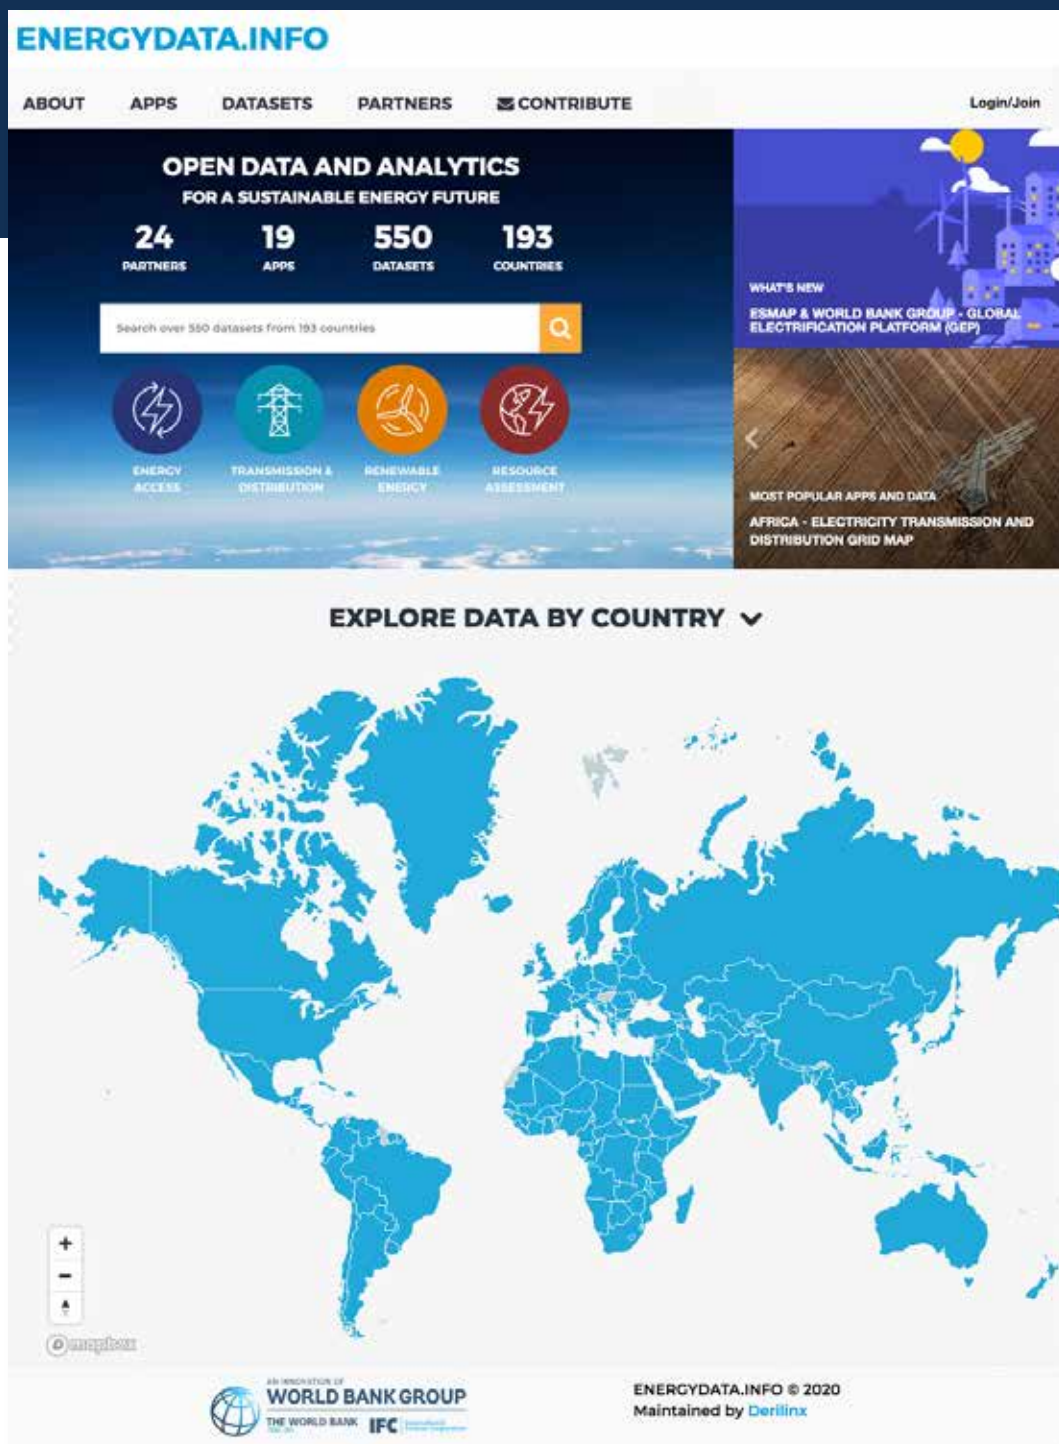 ENERGYDATA.INFO
ABOUT APPS DATASETS PARTNERS CONTRIBUTE Login/Join
OPEN DATA AND ANALYTICS
FOR A SUSTAINABLE ENERGY FUTURE
24 19 550 193
PARTNERS APPS DATASETS COUNTRIES
Search over 550 datasets from 193 countries
ENERGY
ACCESS
TRANSMISSION &
DISTRIBUTION
RENEWABLE
ENERGY
RESOURCE
ASSESSMENT
WHAT'S NEW
ESMAP & WORLD BANK GROUP - GLOBAL
ELECTRIFICATION PLATFORM (GEP)
MOST POPULAR APPS AND DATA
AFRICA - ELECTRICITY TRANSMISSION AND
DISTRIBUTION GRID MAP
EXPLORE DATA BY COUNTRY
mapbox
AN INNOVATION OF
WORLD BANK GROUP
THE WORLD BANK IFC
ENERGYDATA.INFO © 2020
Maintained by Derilinx